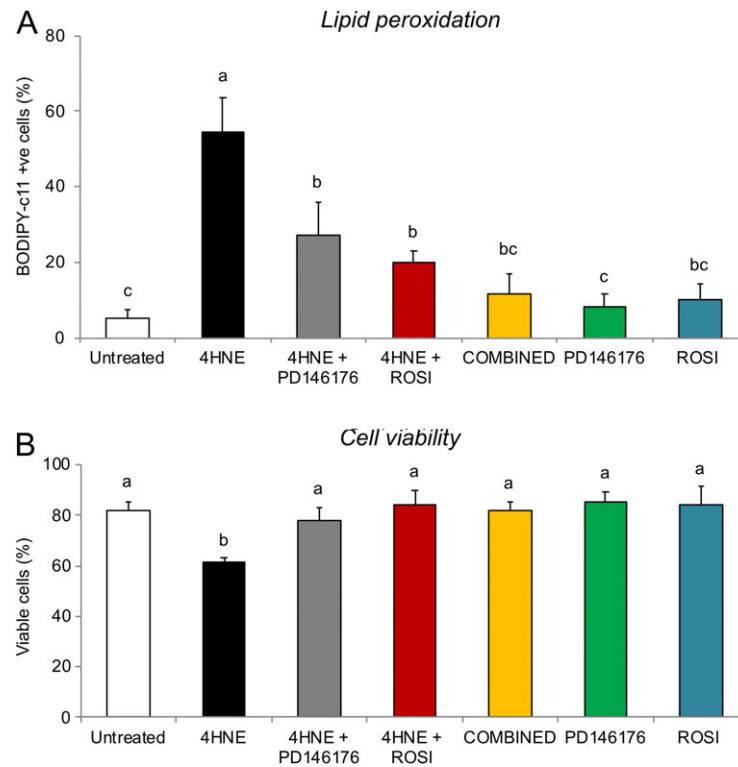 A
Lipid peroxidation
BODIPY-c11 +ve cells (%)
80
60
40
20
0
c
a
b
b
bc
c
bc
Untreated
4HNE
4HNE +
PD146176
4HNE +
ROSI
COMBINED
PD146176
ROSI
B
Cell viability
Viable cells (%)
100
80
60
40
20
0
a
b
a
a
a
a
a
Untreated
4HNE
4HNE +
PD146176
4HNE +
ROSI
COMBINED
PD146176
ROSI